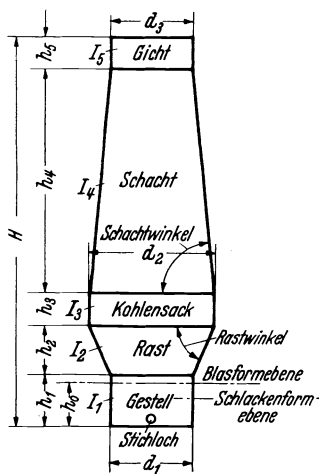 d₃
h₅
I₅
Gicht
h₄
I₄
Schacht
Schachtwinkel
d₂
H
h₃
I₃
Kohlensack
h₂
I₂
Rast
Rastwinkel
Blasformebene
h₁
h₀
I₁
Gestell
Schlackenform
ebene
Stichloch
d₁